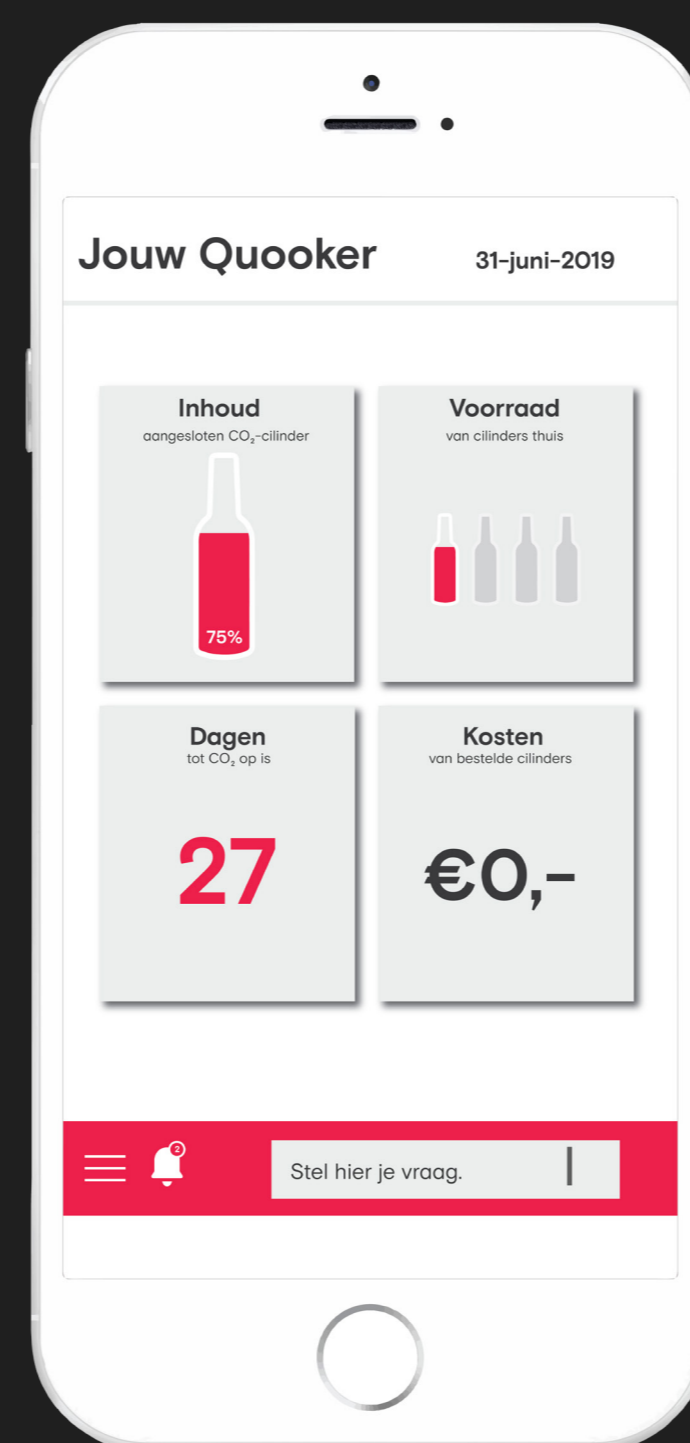 Jouw Quooker
31-juni-2019
Inhoud
aangesloten CO₂-cilinder
75%
Voorraad
van cilinders thuis
Dagen
tot CO₂ op is
27
Kosten
van bestelde cilinders
€0,-
2
Stel hier je vraag.